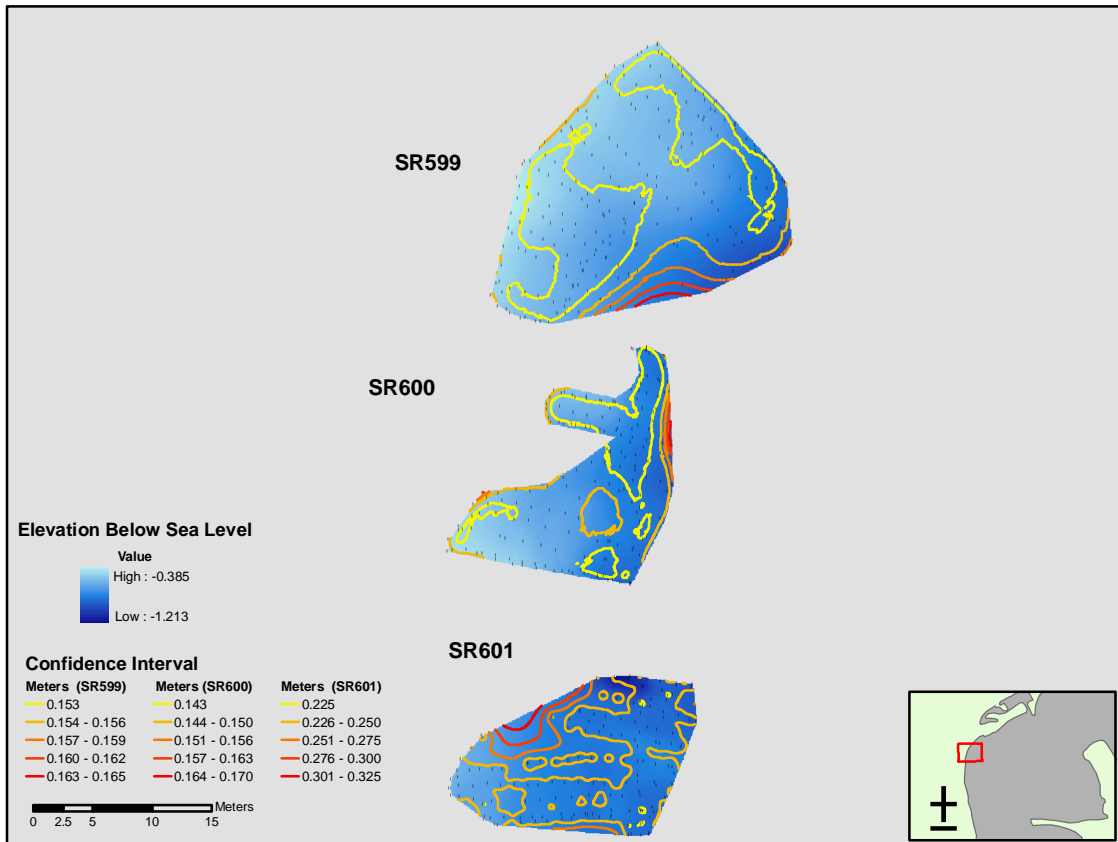 SR599
SR600
Elevation Below Sea Level
Value
High : -0.385
Low : -1.213
SR601
Confidence Interval
Meters (SR599) Meters (SR600) Meters (SR601)
0.153 0.143 0.225
0.154 - 0.156 0.144 - 0.150 0.226 - 0.250
0.157 - 0.159 0.151 - 0.156 0.251 - 0.275
0.160 - 0.162 0.157 - 0.163 0.276 - 0.300
0.163 - 0.165 0.164 - 0.170 0.301 - 0.325
Meters
0 2.5 5 10 15